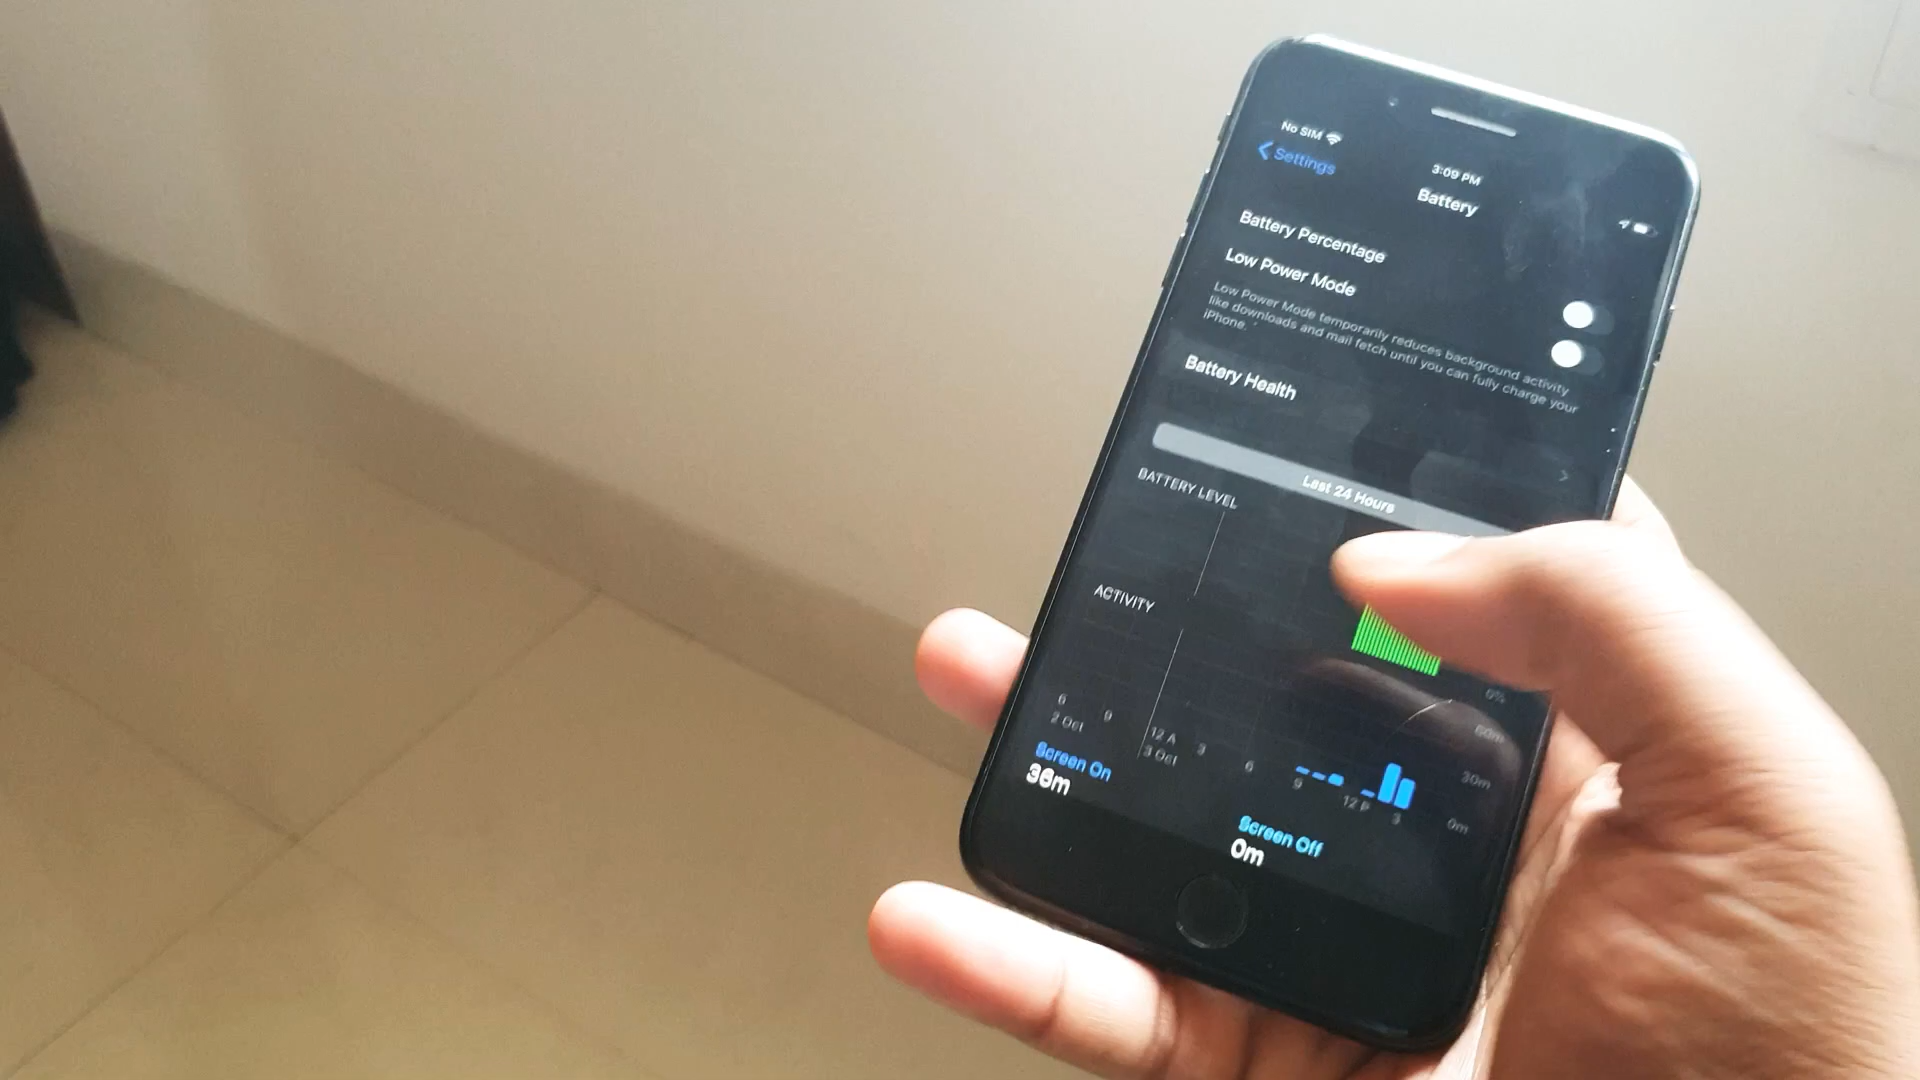 No SIM
Settings
3:09 PM
Battery
Battery Percentage
Low Power Mode
Low Power Mode temporarily reduces background activity
like downloads and mail fetch until you can fully charge your
iPhone.
Battery Health
Last 24 Hours
BATTERY LEVEL
0%
ACTIVITY
60m
30m
0m
6 9 12 A 3 6 9 12 P 3
2 Oct 3 Oct
Screen On
36m
Screen Off
0m